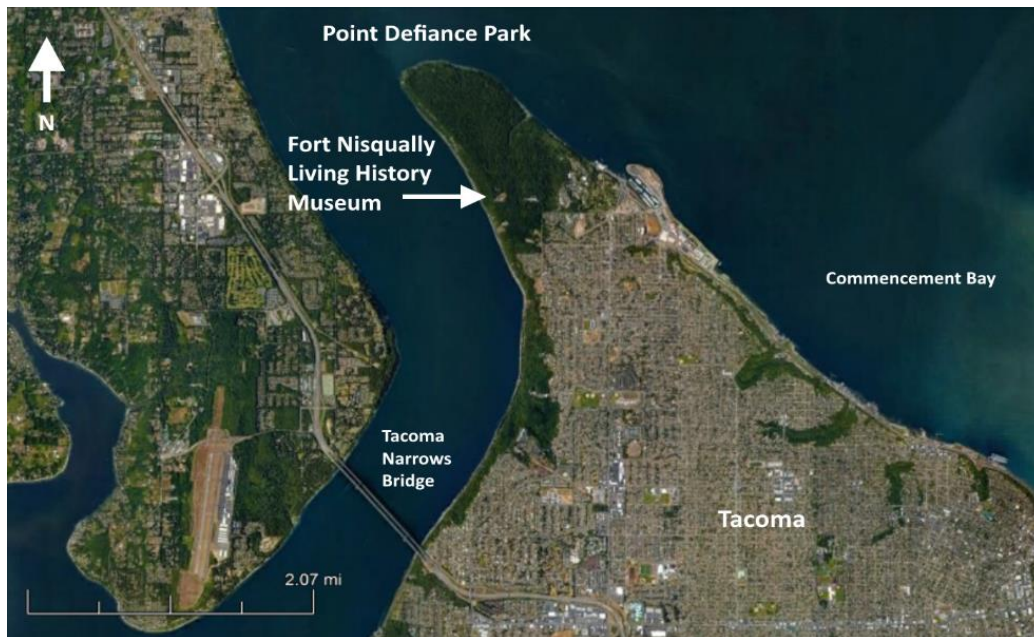 Point Defiance Park
N
Fort Nisqually
Living History
Museum
Commencement Bay
Tacoma
Narrows
Bridge
Tacoma
2.07 mi